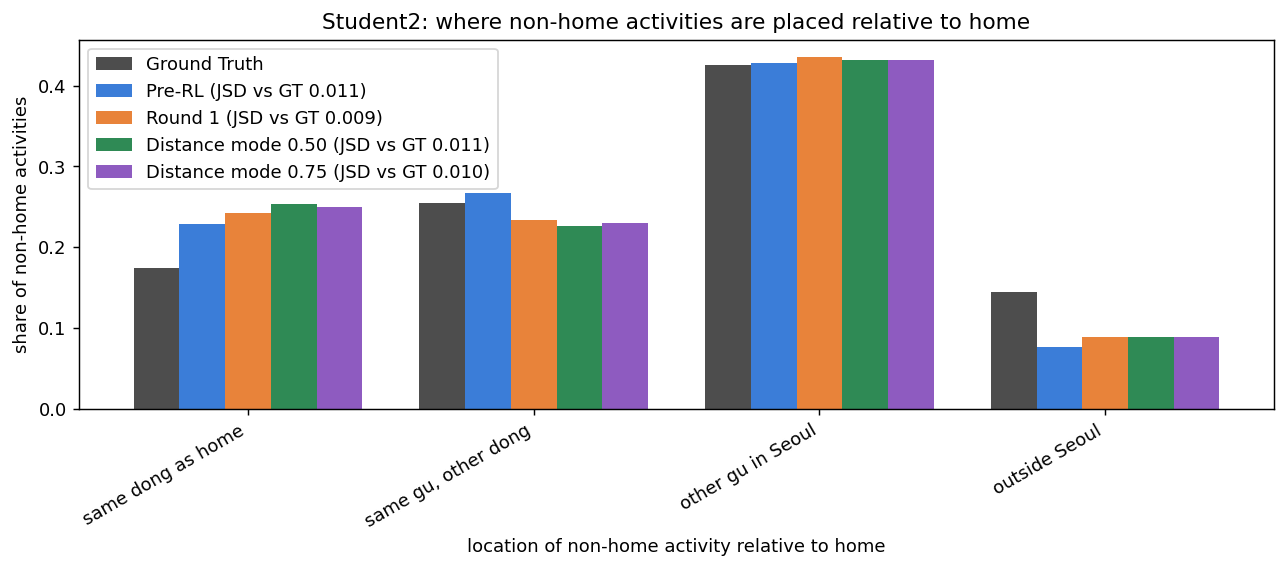 Student2: where non-home activities are placed relative to home
Ground Truth
Pre-RL (JSD vs GT 0.011)
Round 1 (JSD vs GT 0.009)
Distance mode 0.50 (JSD vs GT 0.011)
Distance mode 0.75 (JSD vs GT 0.010)
share of non-home activities
0.4
0.3
0.2
0.1
0.0
same dong as home
same gu, other dong
other gu in Seoul
outside Seoul
location of non-home activity relative to home